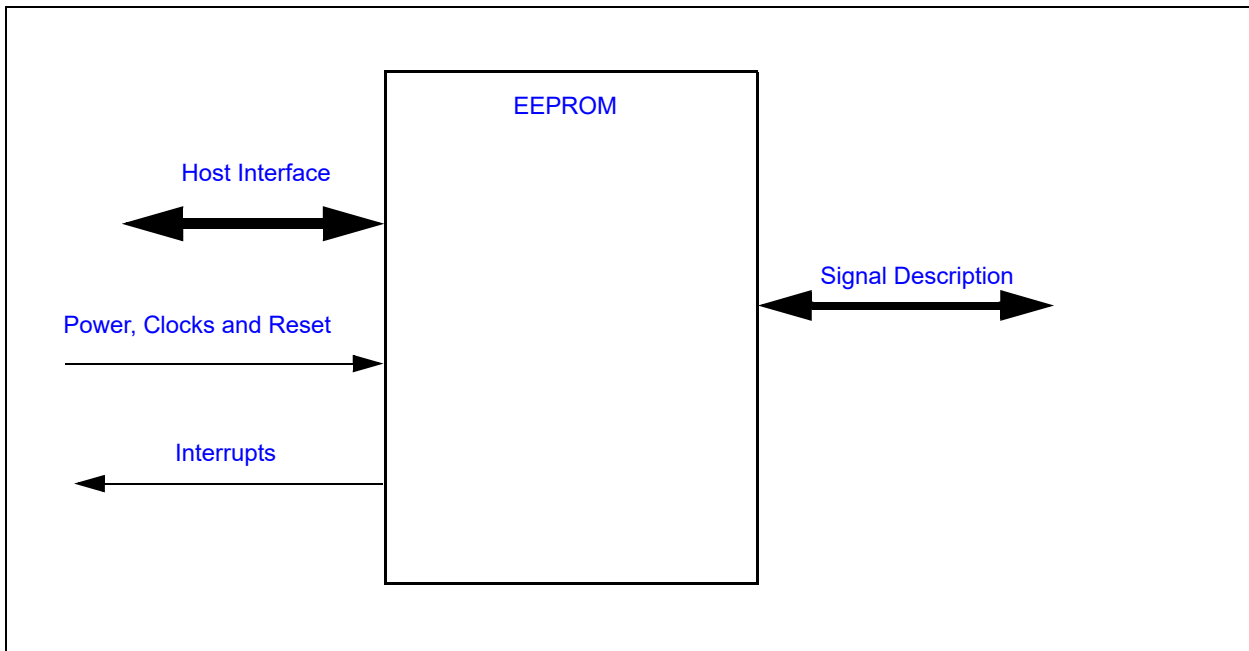 EEPROM
Host Interface
Signal Description
Power, Clocks and Reset
Interrupts